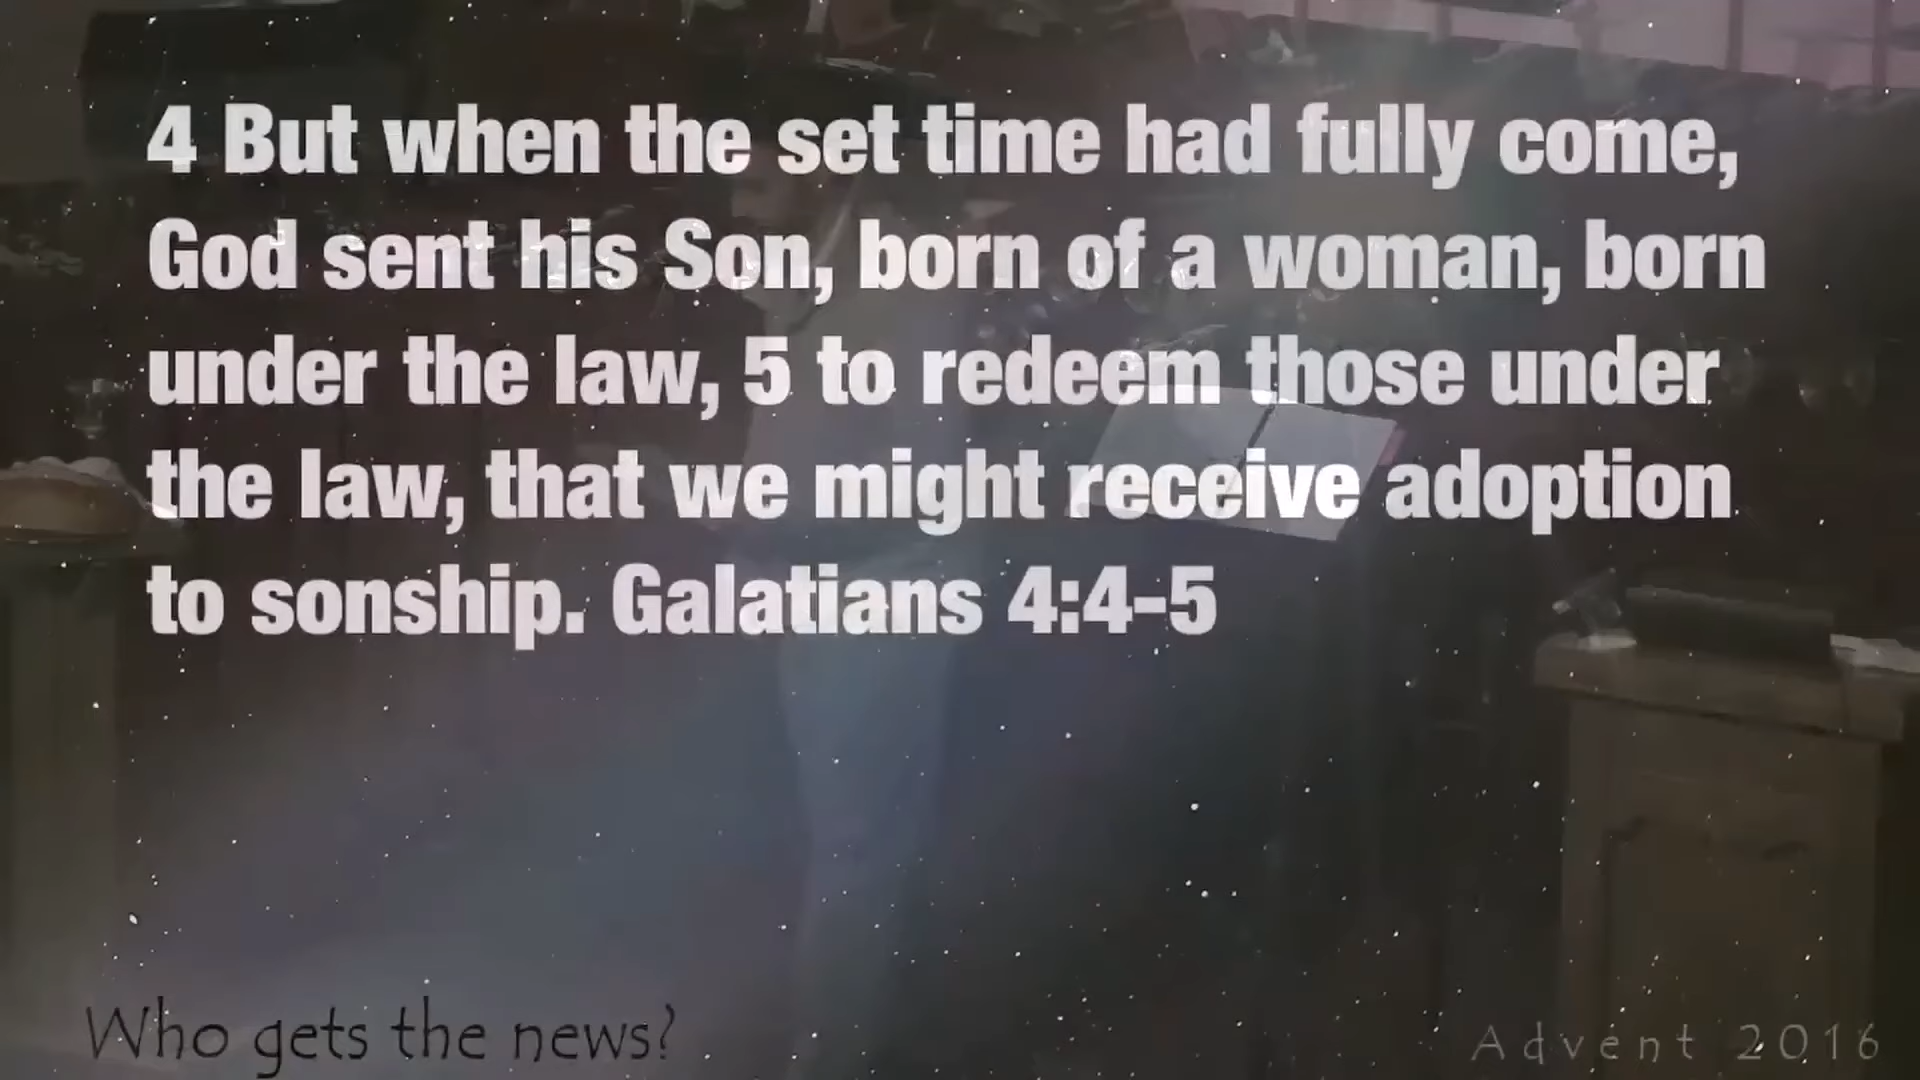 4 But when the set time had fully come,
God sent his Son, born of a woman, born
under the law, 5 to redeem those under
the law, that we might receive adoption
to sonship. Galatians 4:4-5
Who gets the news?
Advent 2016